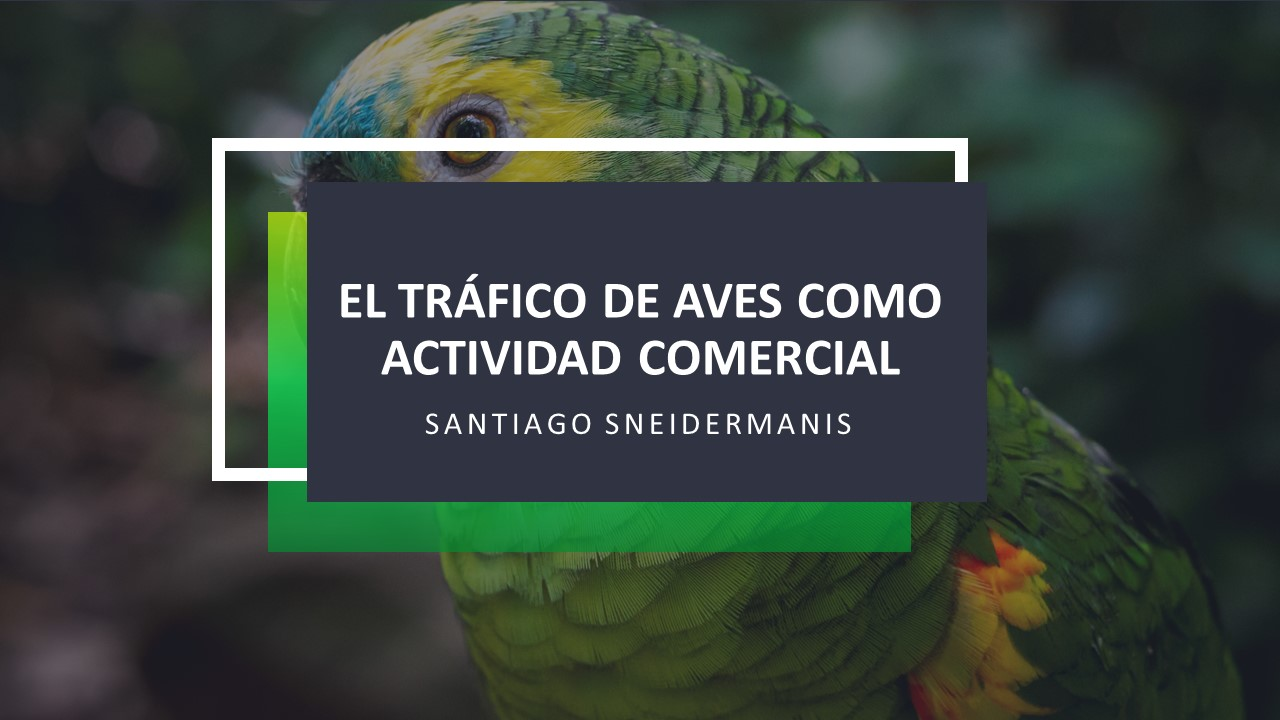 EL TRÁFICO DE AVES COMO
ACTIVIDAD COMERCIAL
SANTIAGO SNEIDERMANIS